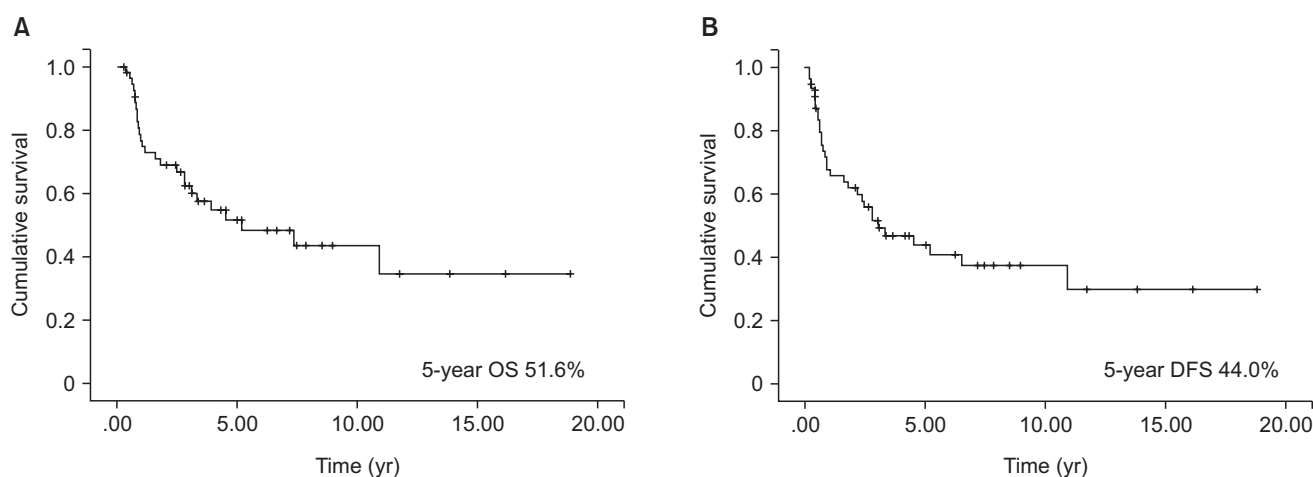 A
Cumulative survival
1.0
0.8
0.6
0.4
0.2
0
5-year OS 51.6%
.00 5.00 10.00 15.00 20.00
Time (yr)
B
Cumulative survival
1.0
0.8
0.6
0.4
0.2
0
5-year DFS 44.0%
.00 5.00 10.00 15.00 20.00
Time (yr)